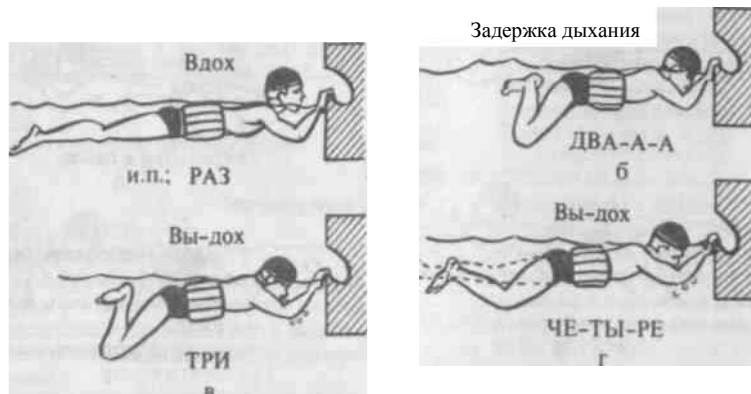 Вдох
и.п.; РАЗ
Задержка дыхания
ДВА-А-А
б
Вы-дох
ТРИ
в
Вы-дох
ЧЕ-ТЫ-РЕ
г